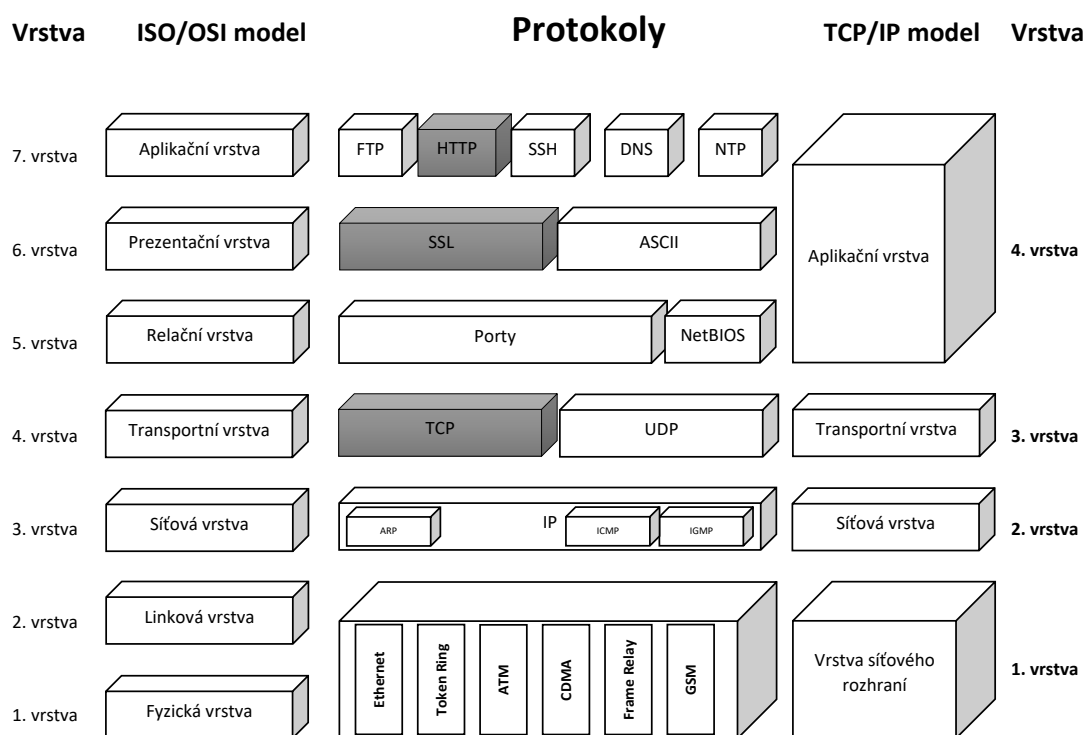 Vrstva ISO/OSI model Protokoly TCP/IP model Vrstva
7. vrstva Aplikační vrstva FTP HTTP SSH DNS NTP
6. vrstva Prezentační vrstva SSL ASCII Aplikační vrstva 4. vrstva
5. vrstva Relační vrstva Porty NetBIOS
4. vrstva Transportní vrstva TCP UDP Transportní vrstva 3. vrstva
3. vrstva Síťová vrstva ARP IP ICMP IGMP Síťová vrstva 2. vrstva
2. vrstva Linková vrstva
Ethernet Token Ring ATM CDMA Frame Relay GSM
Vrstva síťového
rozhraní
1. vrstva
1. vrstva Fyzická vrstva